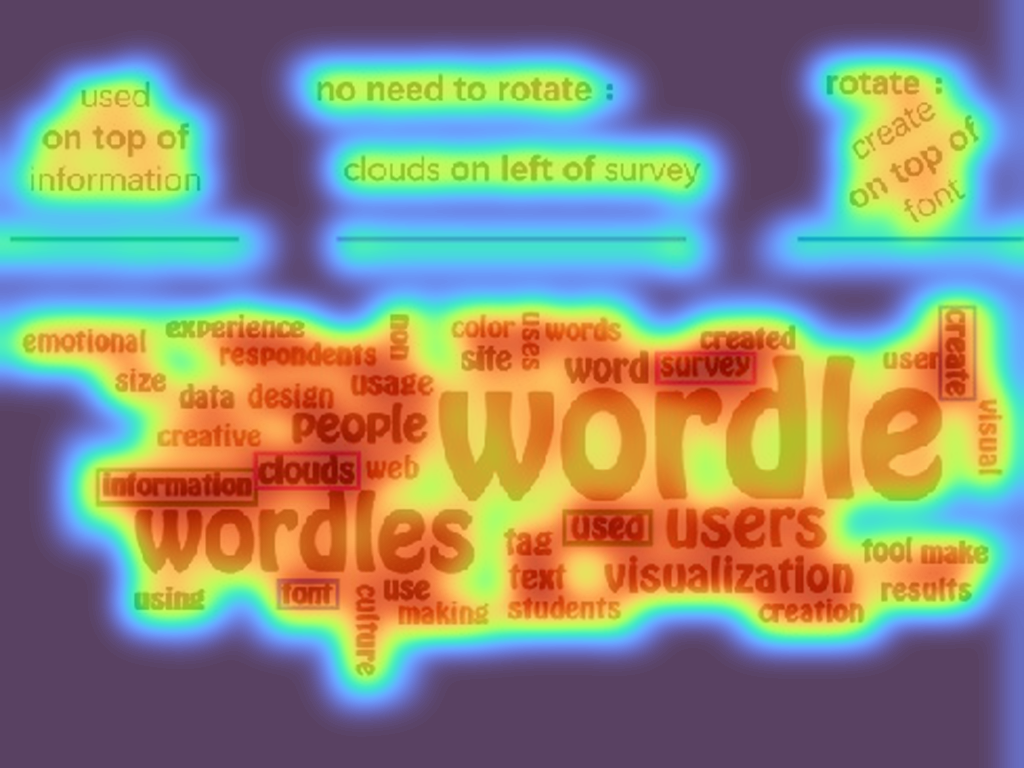 used
on top of
information
no need to rotate :
clouds on left of survey
rotate :
create
on top of
font
emotional experience non color uses words created create
respondents site word survey user
size data design usage wordle visual
creative people
information clouds web
wordles tag used users tool make
text visualization results
using font culture use making students creation